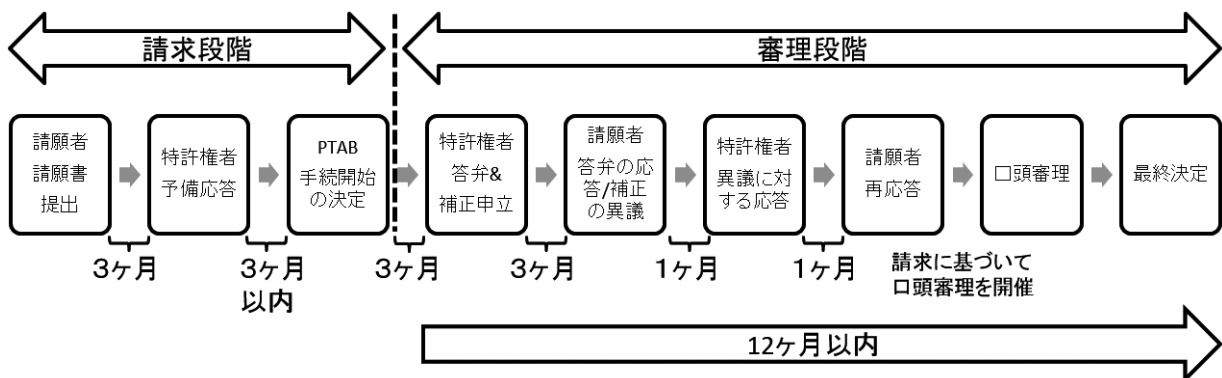 請求段階
審理段階
請願者
請願書
提出
特許権者
予備応答
PTAB
手続開始
の決定
特許権者
答弁&
補正申立
請願者
答弁の応
答/補正
の異議
特許権者
異議に対
する応答
請願者
再応答
口頭審理
最終決定
3ヶ月
3ヶ月
以内
3ヶ月
3ヶ月
1ヶ月
1ヶ月
請求に基づいて
口頭審理を開催
12ヶ月以内